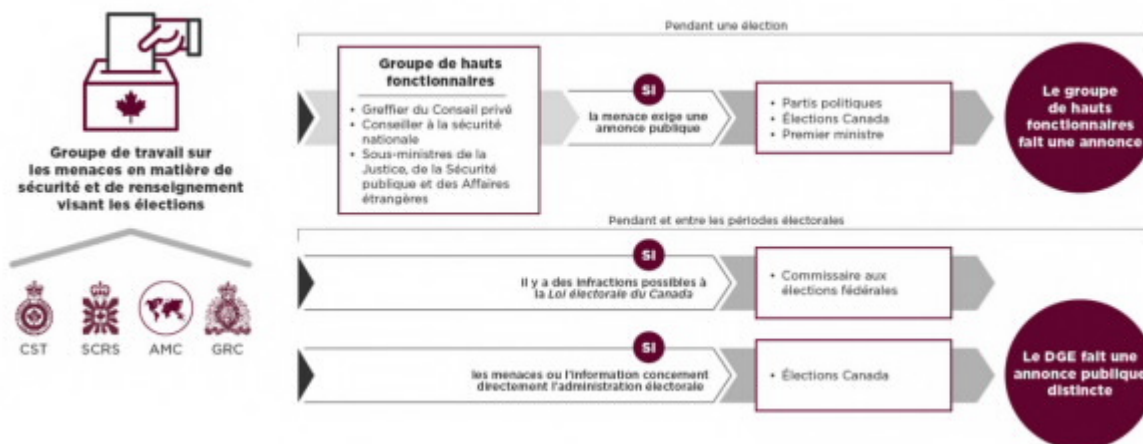 Groupe de travail sur
les menaces en matière de
sécurité et de renseignement
visant les élections
CST
SCRS
AMC
GRC
Pendant une élection
Groupe de hauts
fonctionnaires
• Greffier du Conseil privé
• Conseiller à la sécurité
nationale
• Sous-ministres de la
Justice, de la Sécurité
publique et des Affaires
étrangères
SI
la menace exige une
annonce publique
• Partis politiques
• Élections Canada
• Premier ministre
Le groupe
de hauts
fonctionnaires
fait une annonce
Pendant et entre les périodes électorales
SI
Il y a des infractions possibles à
la Loi électorale du Canada
• Commissaire aux
élections fédérales
SI
les menaces ou l'information concernent
directement l'administration électorale
• Élections Canada
Le DGE fait une
annonce publique
distincte